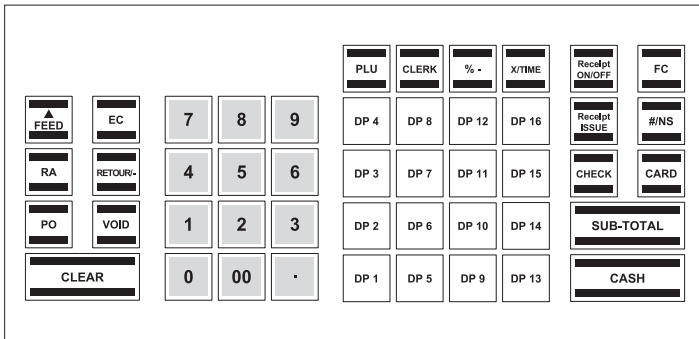 PLU CLERK % - X/TIME Receipt ON/OFF FC
▲ FEED EC 7 8 9 DP 4 DP 8 DP 12 DP 16 Receipt ISSUE #/NS
RA RETOUR/- 4 5 6 DP 3 DP 7 DP 11 DP 15 CHECK CARD
PO VOID 1 2 3 DP 2 DP 6 DP 10 DP 14 SUB-TOTAL
CLEAR 0 00 . DP 1 DP 5 DP 9 DP 13 CASH